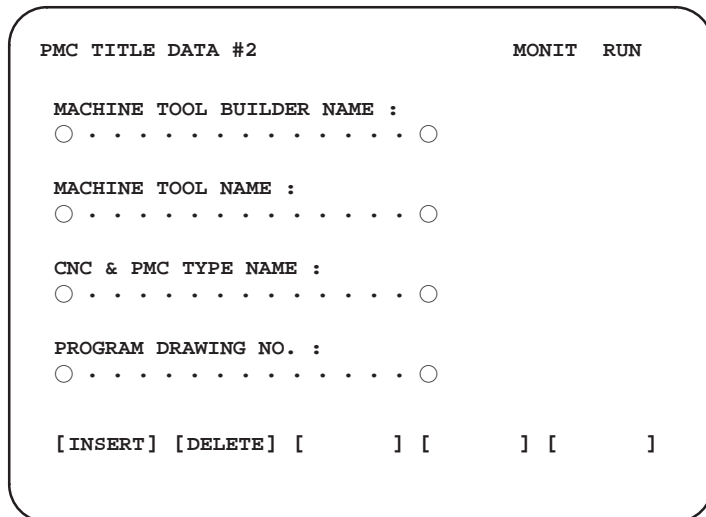 PMC TITLE DATA #2 MONIT RUN
MACHINE TOOL BUILDER NAME :
○ . . . . . . . . . . . . . ○
MACHINE TOOL NAME :
○ . . . . . . . . . . . . . ○
CNC & PMC TYPE NAME :
○ . . . . . . . . . . . . . ○
PROGRAM DRAWING NO. :
○ . . . . . . . . . . . . . ○
[INSERT] [DELETE] [ ] [ ] [ ]